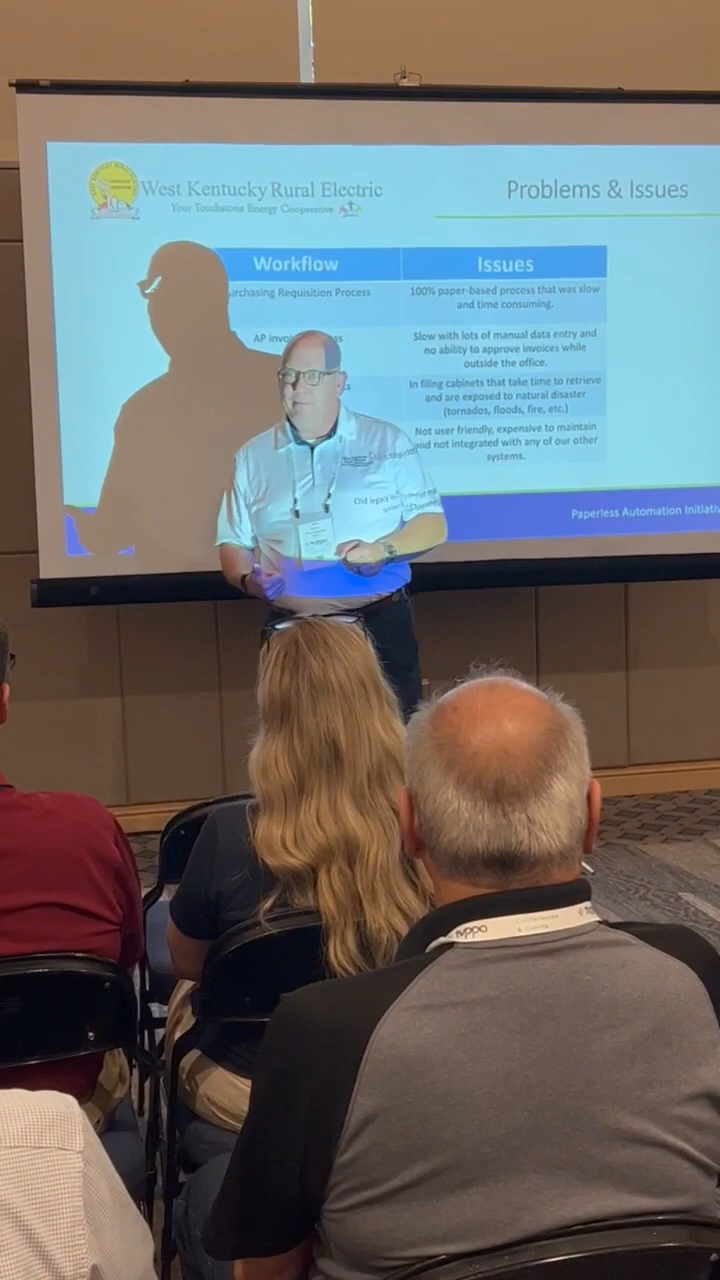 West Kentucky Rural Electric
Your Touchstone Energy Cooperative
Problems & Issues
Workflow
Issues
urchasing Requisition Process
100% paper-based process that was slow
and time consuming.
AP invoi
Slow with lots of manual data entry and
no ability to approve invoices while
outside the office.
In filing cabinets that take time to retrieve
and are exposed to natural disaster
(tornados, floods, fire, etc.)
Old legacy
Not user friendly, expensive to maintain
and not integrated with any of our other
systems.
Paperless Automation Initiativ
tvppa
Conferences
& Events